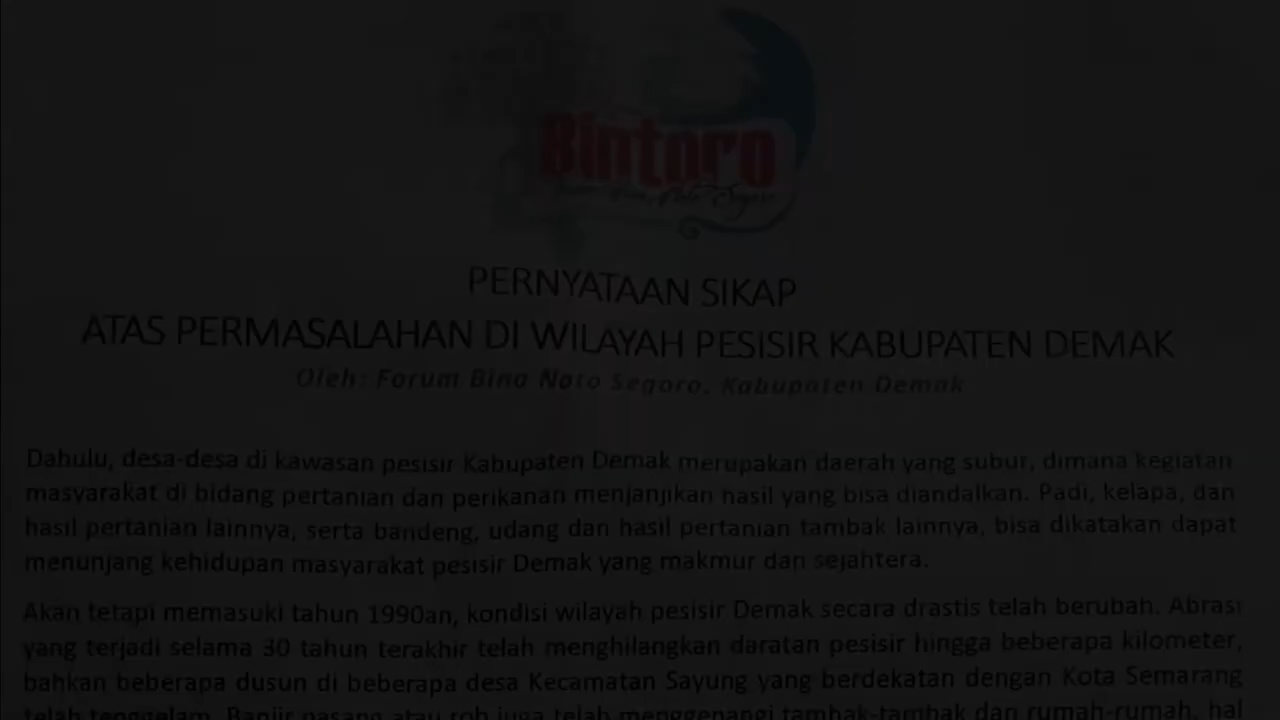 Bintoro
PERNYATAAN SIKAP
ATAS PERMASALAHAN DI WILAYAH PESISIR KABUPATEN DEMAK
Oleh: Forum Bina Noto Segoro, Kabupaten Demak
Dahulu, desa-desa di kawasan pesisir Kabupaten Demak merupakan daerah yang subur, dimana kegiatan
masyarakat di bidang pertanian dan perikanan menjanjikan hasil yang bisa diandalkan. Padi, kelapa, dan
hasil pertanian lainnya, serta bandeng, udang dan hasil pertanian tambak lainnya, bisa dikatakan dapat
menunjang kehidupan masyarakat pesisir Demak yang makmur dan sejahtera.
Akan tetapi memasuki tahun 1990an, kondisi wilayah pesisir Demak secara drastis telah berubah. Abrasi
yang terjadi selama 30 tahun terakhir telah menghilangkan daratan pesisir hingga beberapa kilometer,
bahkan beberapa dusun di beberapa desa Kecamatan Sayung yang berdekatan dengan Kota Semarang
telah tenggelam. Banjir pasang atau rob juga telah menggenangi tambak-tambak dan rumah-rumah, hal